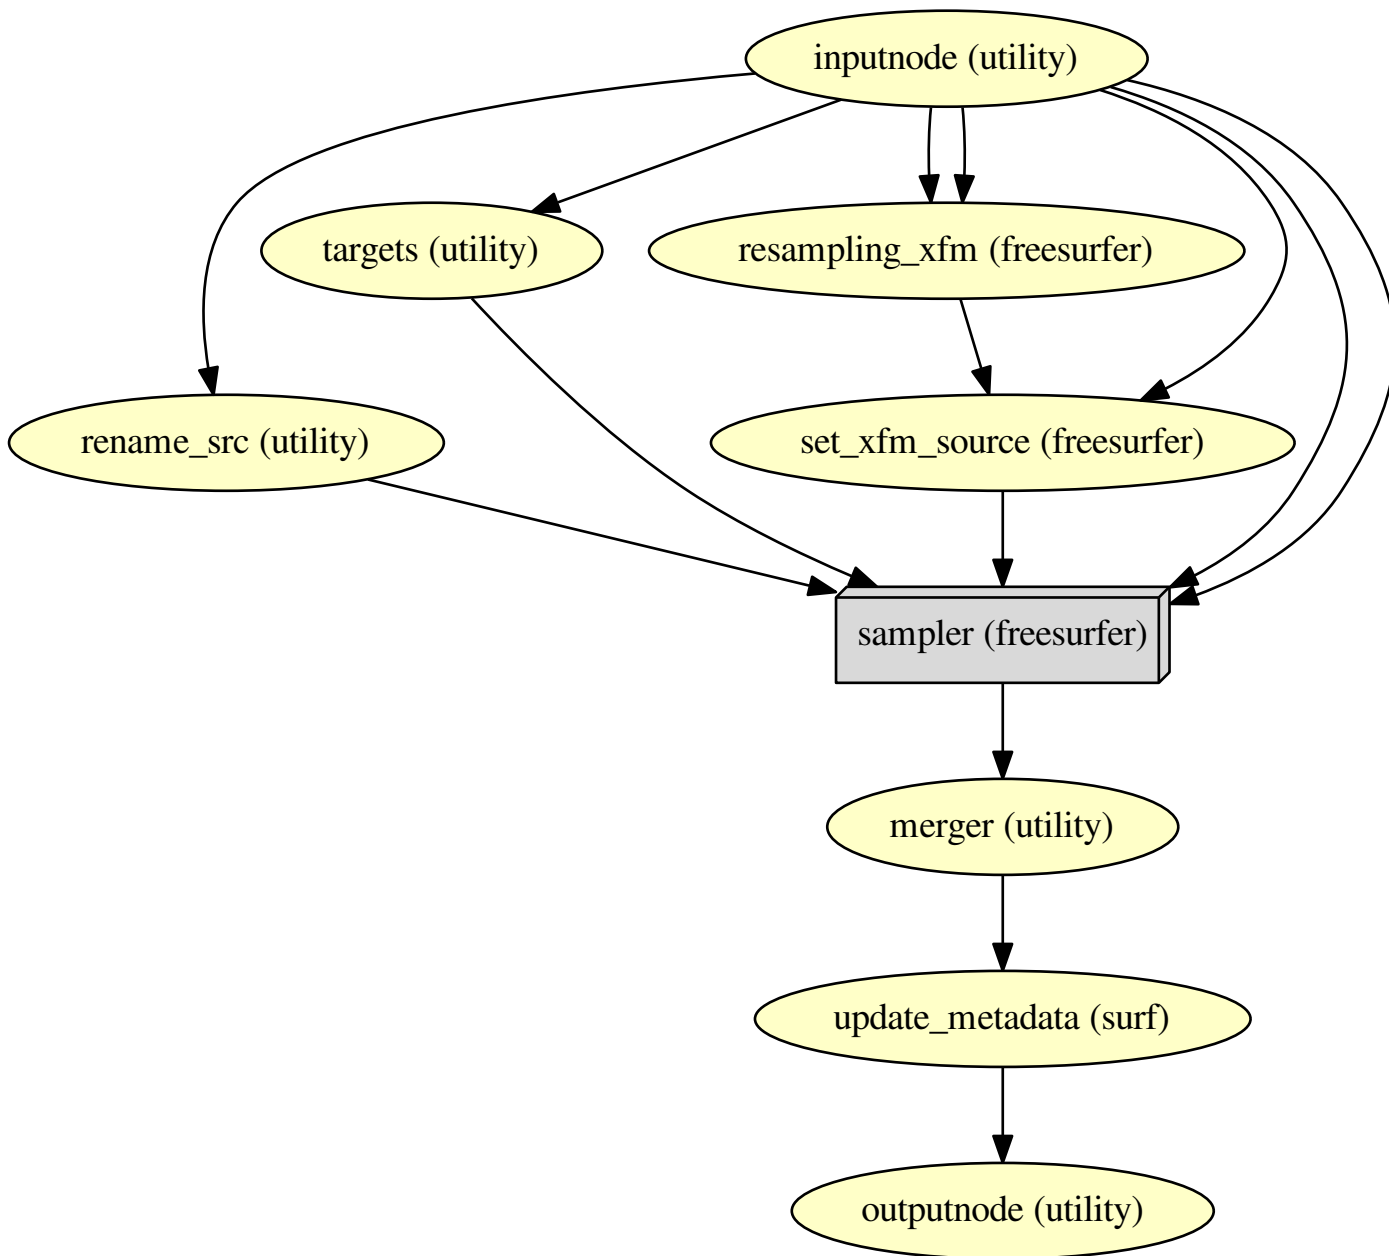 inputnode (utility)
targets (utility)
resampling_xfm (freesurfer)
rename_src (utility)
set_xfm_source (freesurfer)
sampler (freesurfer)
merger (utility)
update_metadata (surf)
outputnode (utility)